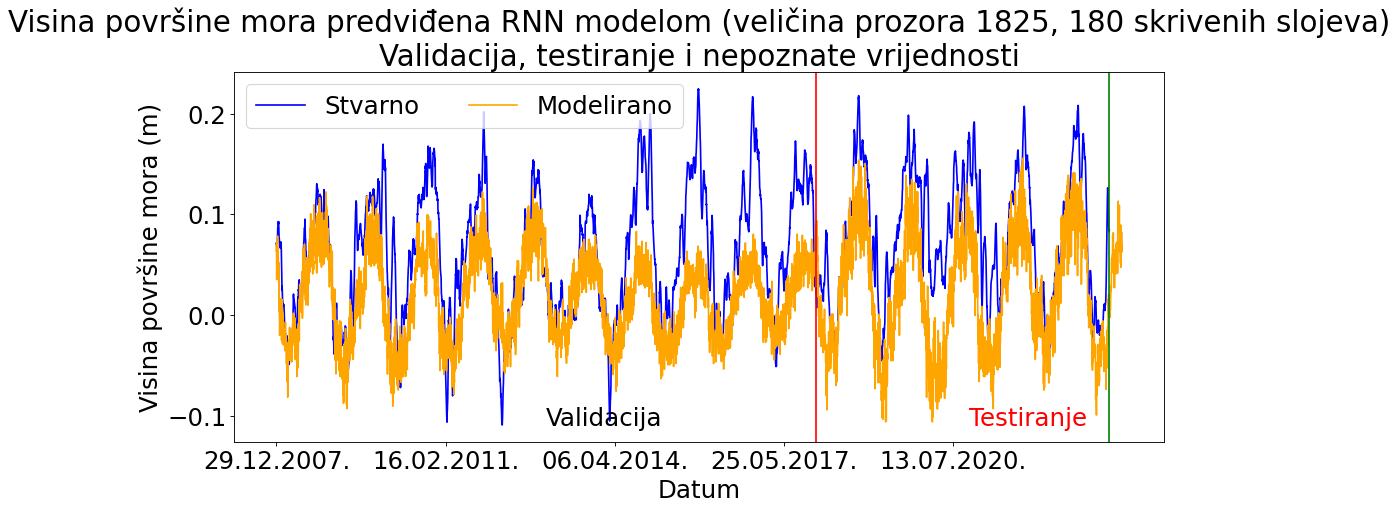 Visina površine mora predviđena RNN modelom (veličina prozora 1825, 180 skrivenih slojeva)
Validacija, testiranje i nepoznate vrijednosti
Stvarno Modelirano
Visina površine mora (m)
0.2
0.1
0.0
−0.1
Validacija Testiranje
29.12.2007. 16.02.2011. 06.04.2014. 25.05.2017. 13.07.2020.
Datum